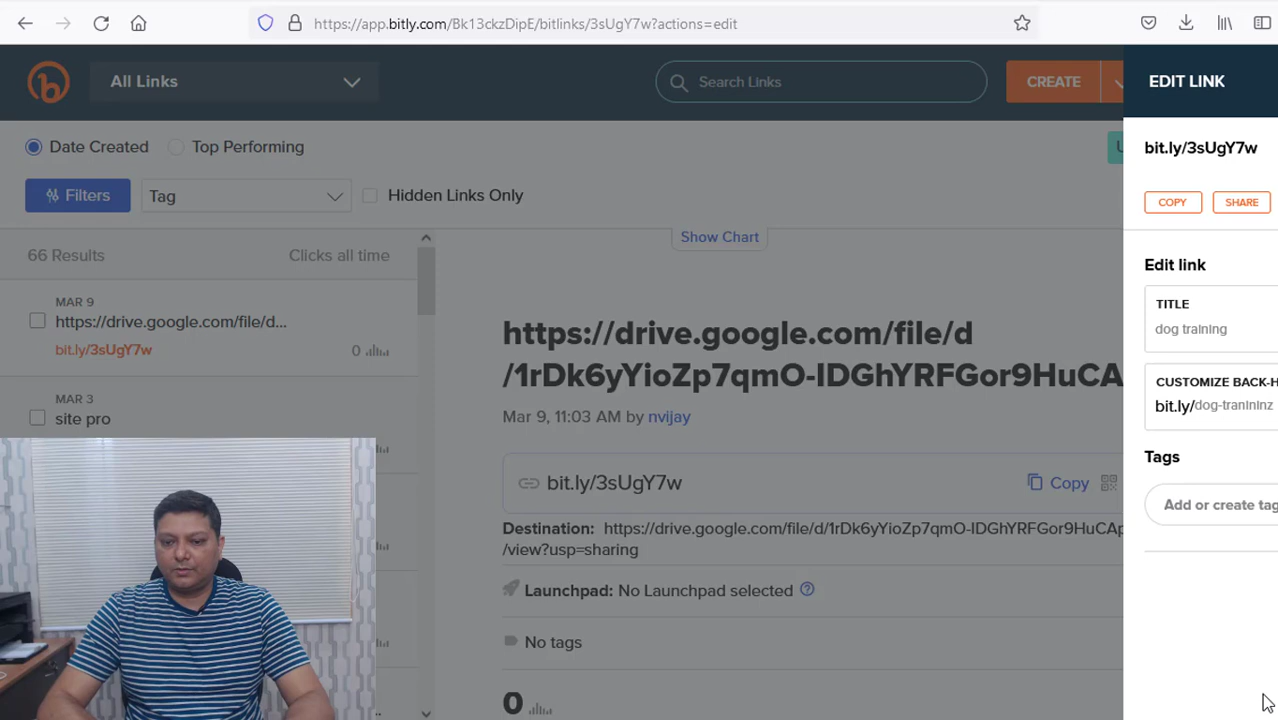 https://app.bitly.com/Bk13ckzDipE/bitlinks/3sUgY7w?actions=edit
All Links
Search Links
CREATE
EDIT LINK
Date Created
Top Performing
bit.ly/3sUgY7w
Filters
Tag
Hidden Links Only
COPY
SHARE
Show Chart
66 Results
Clicks all time
Edit link
MAR 9
https://drive.google.com/file/d...
bit.ly/3sUgY7w
0
TITLE
dog training
https://drive.google.com/file/d
/1rDk6yYioZp7qmO-lDGhYRFGor9HuCA
Mar 9, 11:03 AM by nvijay
CUSTOMIZE BACK-H
bit.ly/dog-tranininz
MAR 3
site pro
Tags
bit.ly/3sUgY7w
Copy
Add or create tag
Destination: https://drive.google.com/file/d/1rDk6yYioZp7qmO-lDGhYRFGor9HuCAp
/view?usp=sharing
Launchpad: No Launchpad selected
No tags
0